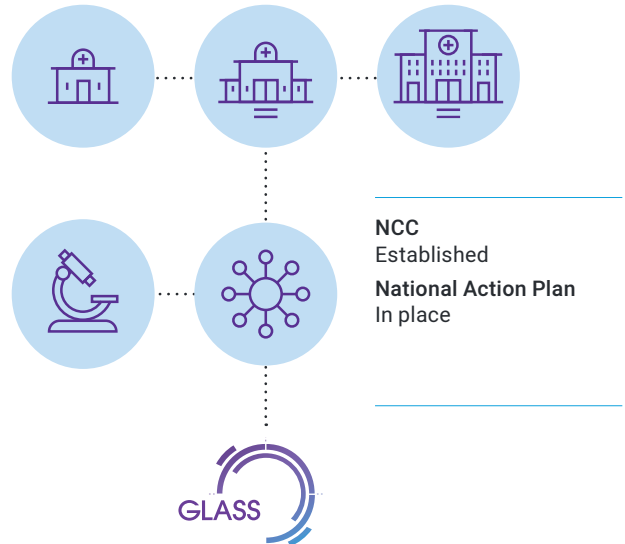 NCC
Established
National Action Plan
In place
GLASS